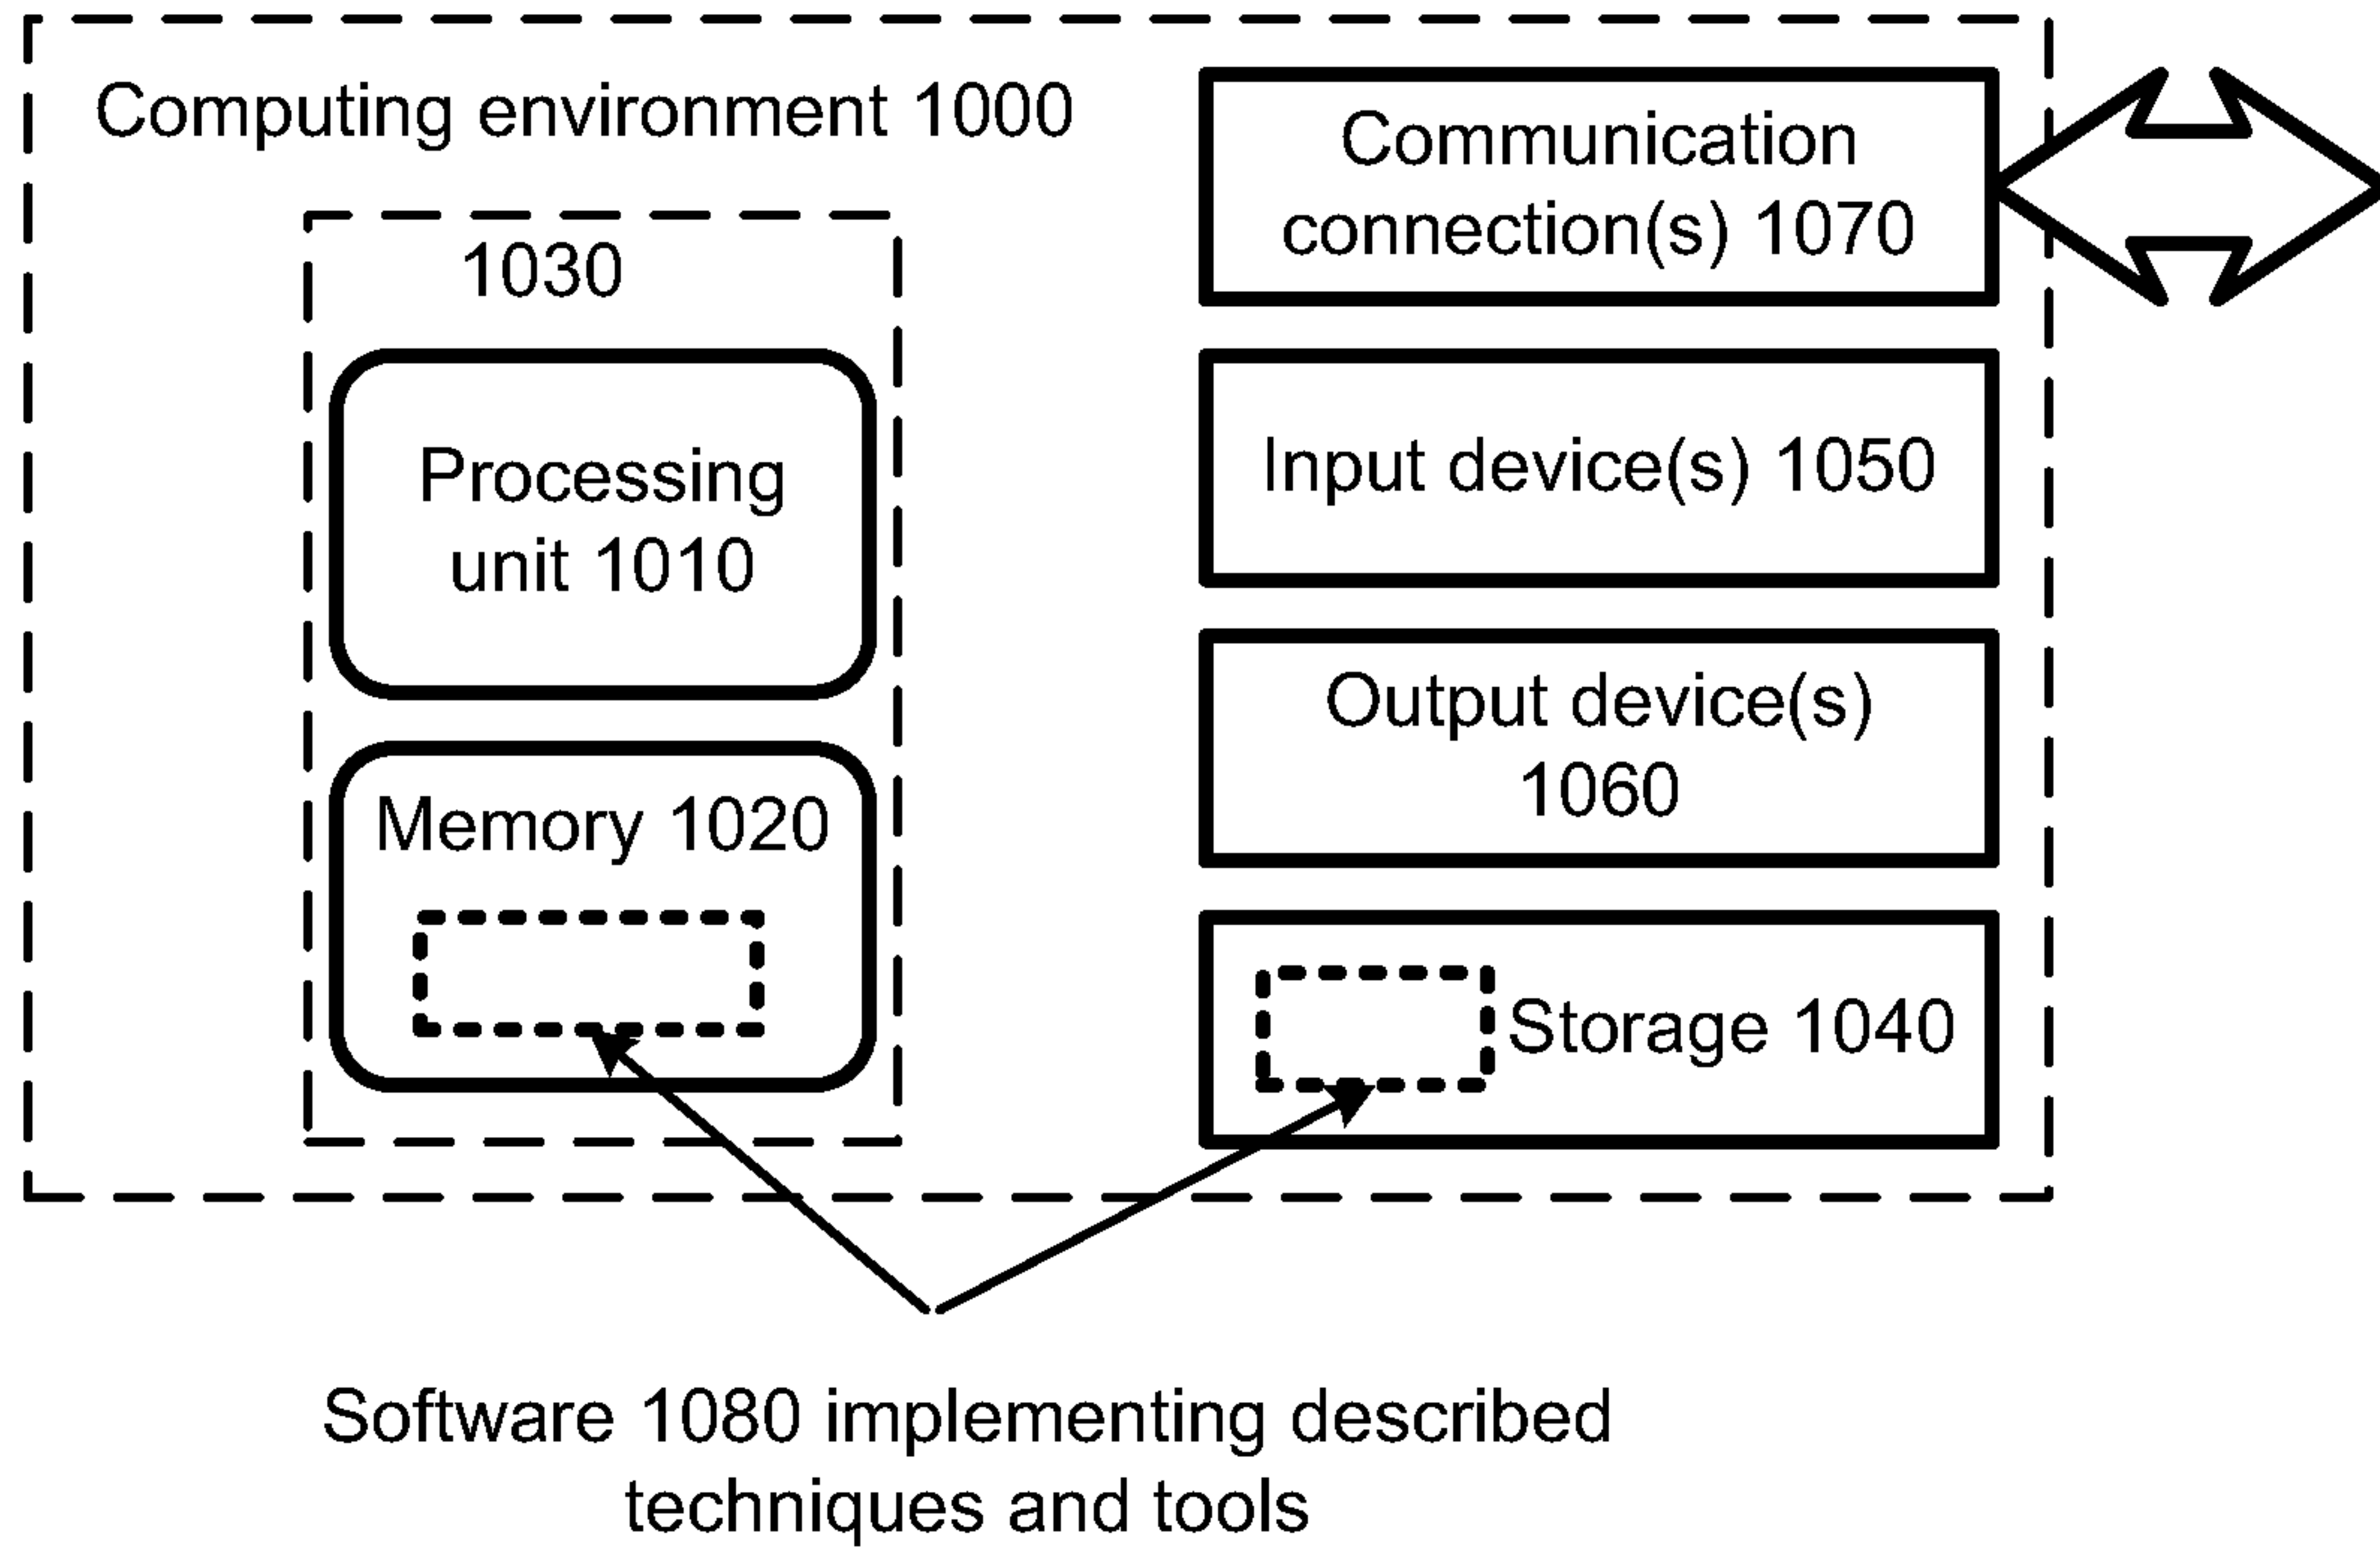 Computing environment 1000
1030
Processing
unit 1010
Memory 1020
Communication
connection(s) 1070
Input device(s) 1050
Output device(s)
1060
Storage 1040
Software 1080 implementing described
techniques and tools